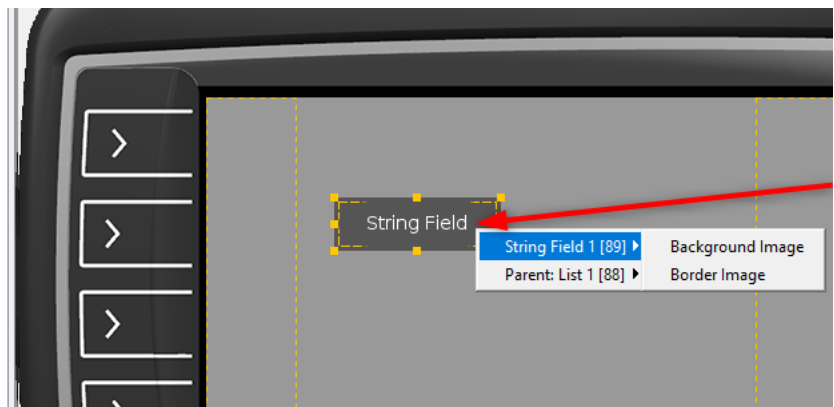 String Field
String Field 1 [89] Background Image
Parent: List 1 [88] Border Image